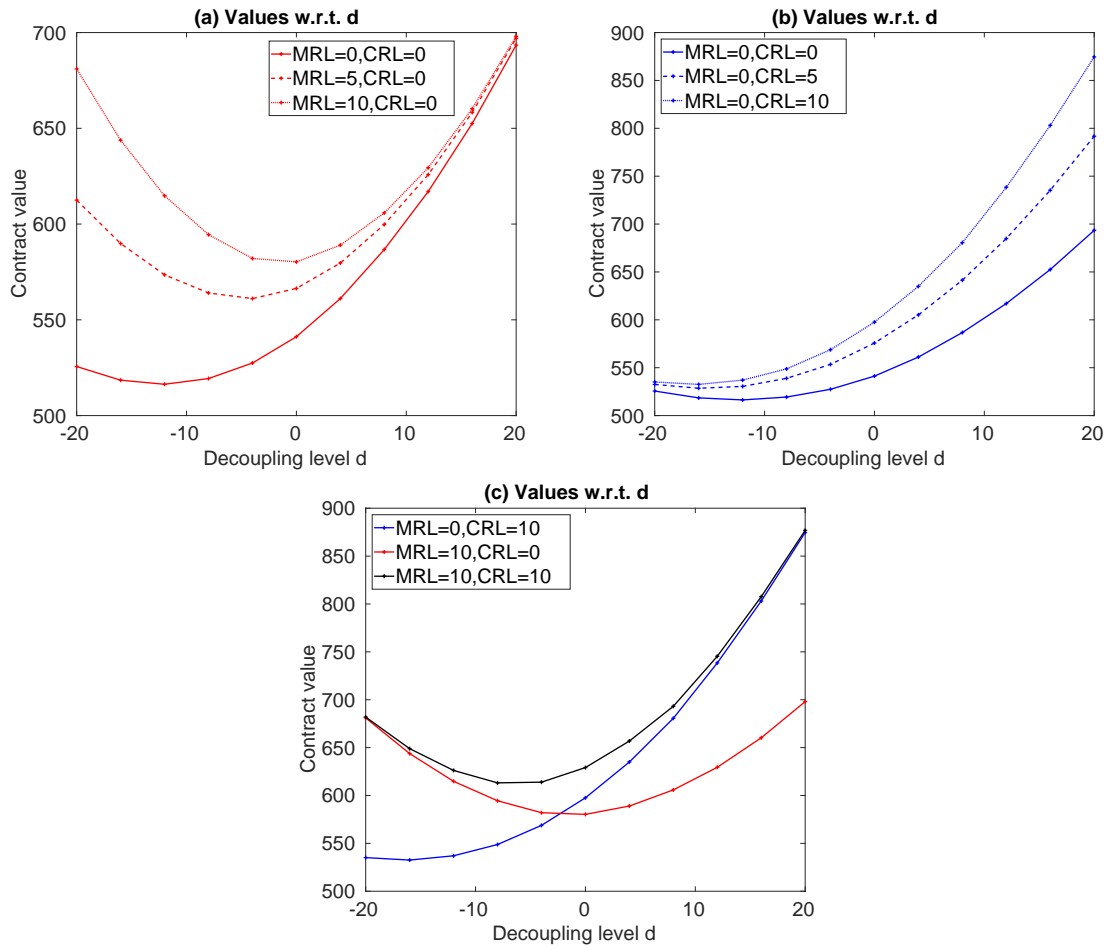 (a) Values w.r.t. d
700
650
600
550
500
Contract value
MRL=0,CRL=0
MRL=5,CRL=0
MRL=10,CRL=0
-20 -10 0 10 20
Decoupling level d
(b) Values w.r.t. d
900
850
800
750
700
650
600
550
500
Contract value
MRL=0,CRL=0
MRL=0,CRL=5
MRL=0,CRL=10
-20 -10 0 10 20
Decoupling level d
(c) Values w.r.t. d
900
850
800
750
700
650
600
550
500
Contract value
MRL=0,CRL=10
MRL=10,CRL=0
MRL=10,CRL=10
-20 -10 0 10 20
Decoupling level d